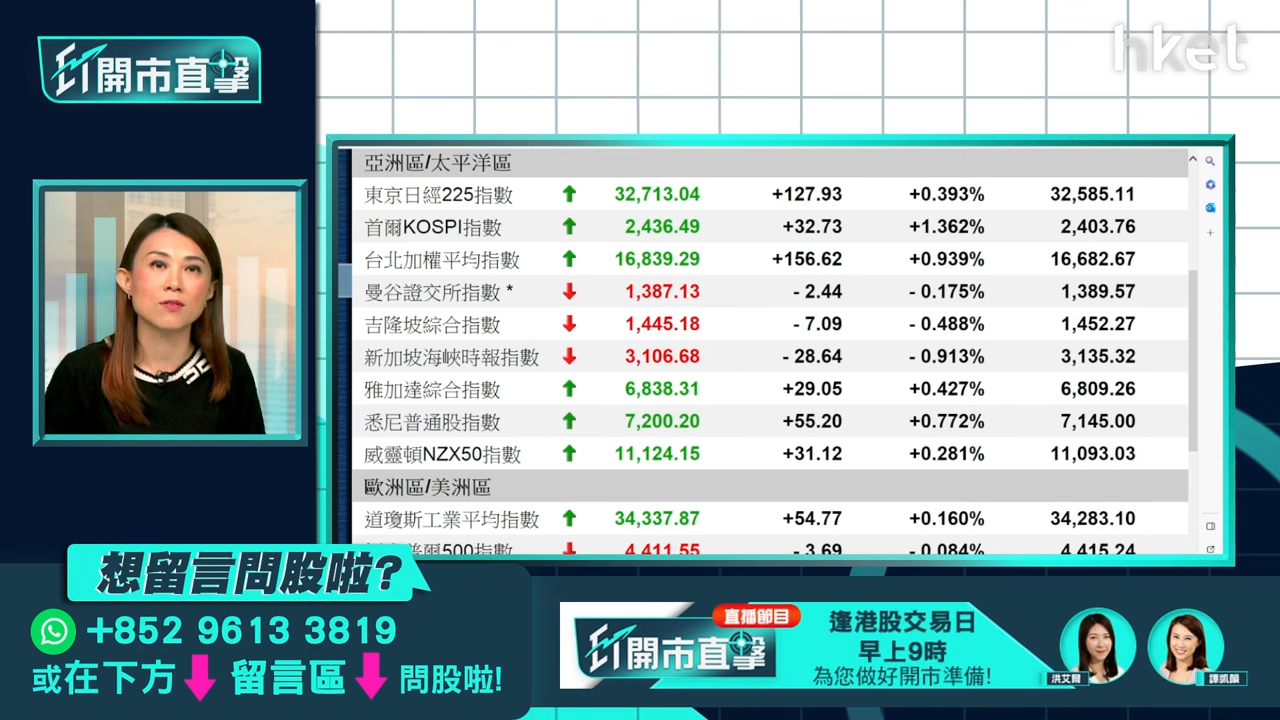 ET開市直擊
hket
亞洲區/太平洋區
東京日經225指數 32,713.04 +127.93 +0.393% 32,585.11
首爾KOSPI指數 2,436.49 +32.73 +1.362% 2,403.76
台北加權平均指數 16,839.29 +156.62 +0.939% 16,682.67
曼谷證交所指數 * 1,387.13 - 2.44 - 0.175% 1,389.57
吉隆坡綜合指數 1,445.18 - 7.09 - 0.488% 1,452.27
新加坡海峽時報指數 3,106.68 - 28.64 - 0.913% 3,135.32
雅加達綜合指數 6,838.31 +29.05 +0.427% 6,809.26
悉尼普通股指數 7,200.20 +55.20 +0.772% 7,145.00
威靈頓NZX50指數 11,124.15 +31.12 +0.281% 11,093.03
歐洲區/美洲區
道瓊斯工業平均指數 34,337.87 +54.77 +0.160% 34,283.10
普爾500指數 4,411.55 - 3.69 - 0.084% 4,415.24
想留言問股啦?
+852 9613 3819
或在下方 留言區 問股啦!
直播節目
ET開市直擊
逢港股交易日
早上9時
為您做好開市準備!
洪艾爾
譚凱韻